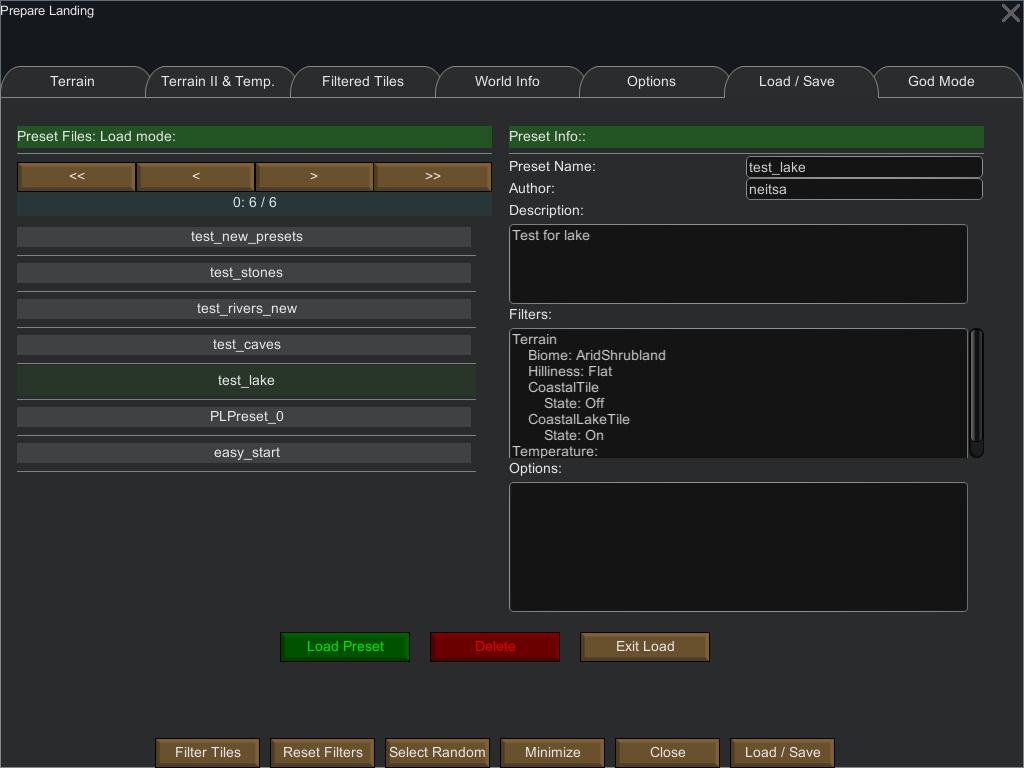 Prepare Landing
Terrain
Terrain II & Temp.
Filtered Tiles
World Info
Options
Load / Save
God Mode
Preset Files: Load mode:
<<
<
>
>>
0: 6 / 6
test_new_presets
test_stones
test_rivers_new
test_caves
test_lake
PLPreset_0
easy_start
Preset Info::
Preset Name: test_lake
Author: neitsa
Description:
Test for lake
Filters:
Terrain
Biome: AridShrubland
Hilliness: Flat
CoastalTile
State: Off
CoastalLakeTile
State: On
Temperature:
Options:
Load Preset
Delete
Exit Load
Filter Tiles
Reset Filters
Select Random
Minimize
Close
Load / Save